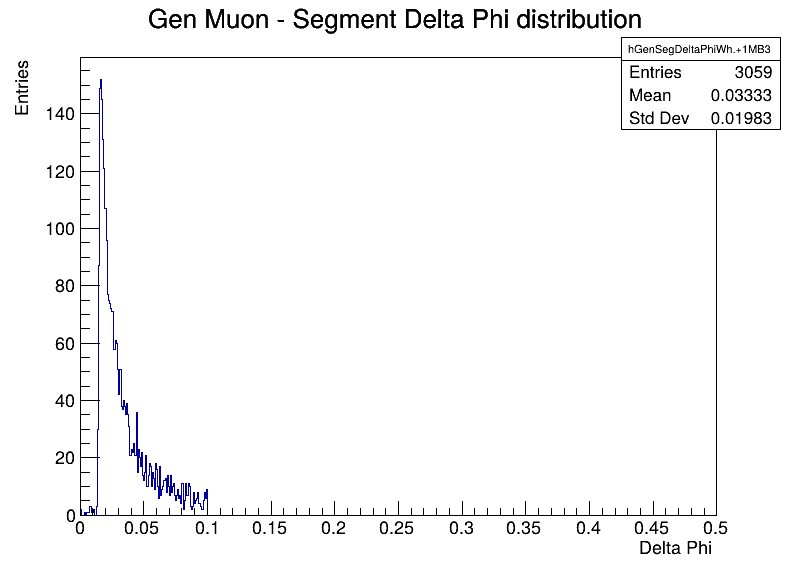 Gen Muon - Segment Delta Phi distribution
hGenSegDeltaPhiWh.+1MB3
Entries 3059
Mean 0.03333
Std Dev 0.01983
Entries
140
120
100
80
60
40
20
0
0 0.05 0.1 0.15 0.2 0.25 0.3 0.35 0.4 0.45 0.5
Delta Phi